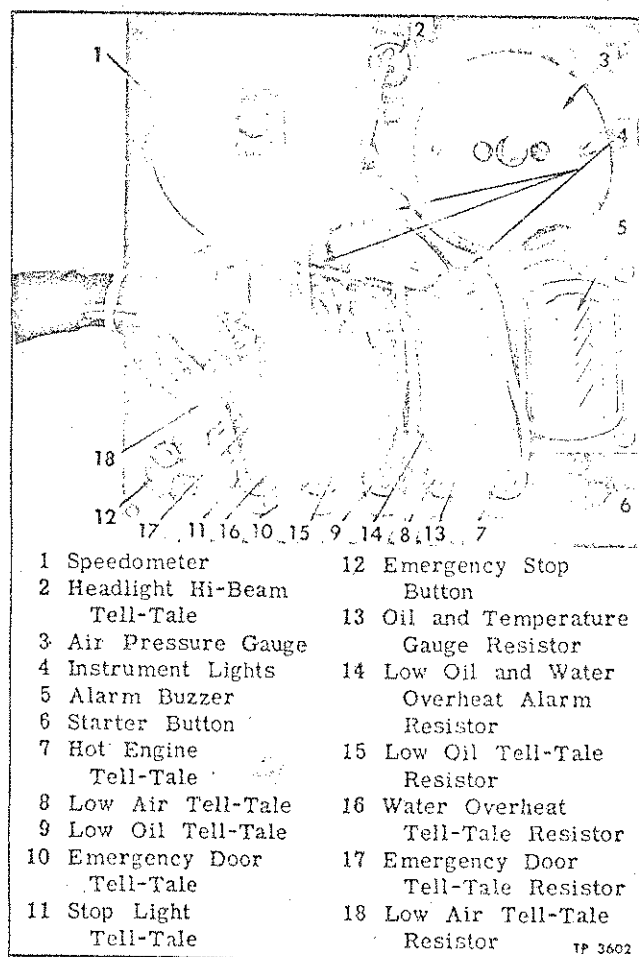 2
1
3
4
5
18
6
12 17 11 16 10 15 9 14 8 13 7
1 Speedometer
2 Headlight Hi-Beam
Tell-Tale
3 Air Pressure Gauge
4 Instrument Lights
5 Alarm Buzzer
6 Starter Button
7 Hot Engine
Tell-Tale
8 Low Air Tell-Tale
9 Low Oil Tell-Tale
10 Emergency Door
Tell-Tale
11 Stop Light
Tell-Tale
12 Emergency Stop
Button
13 Oil and Temperature
Gauge Resistor
14 Low Oil and Water
Overheat Alarm
Resistor
15 Low Oil Tell-Tale
Resistor
16 Water Overheat
Tell-Tale Resistor
17 Emergency Door
Tell-Tale Resistor
18 Low Air Tell-Tale
Resistor
TP 3602